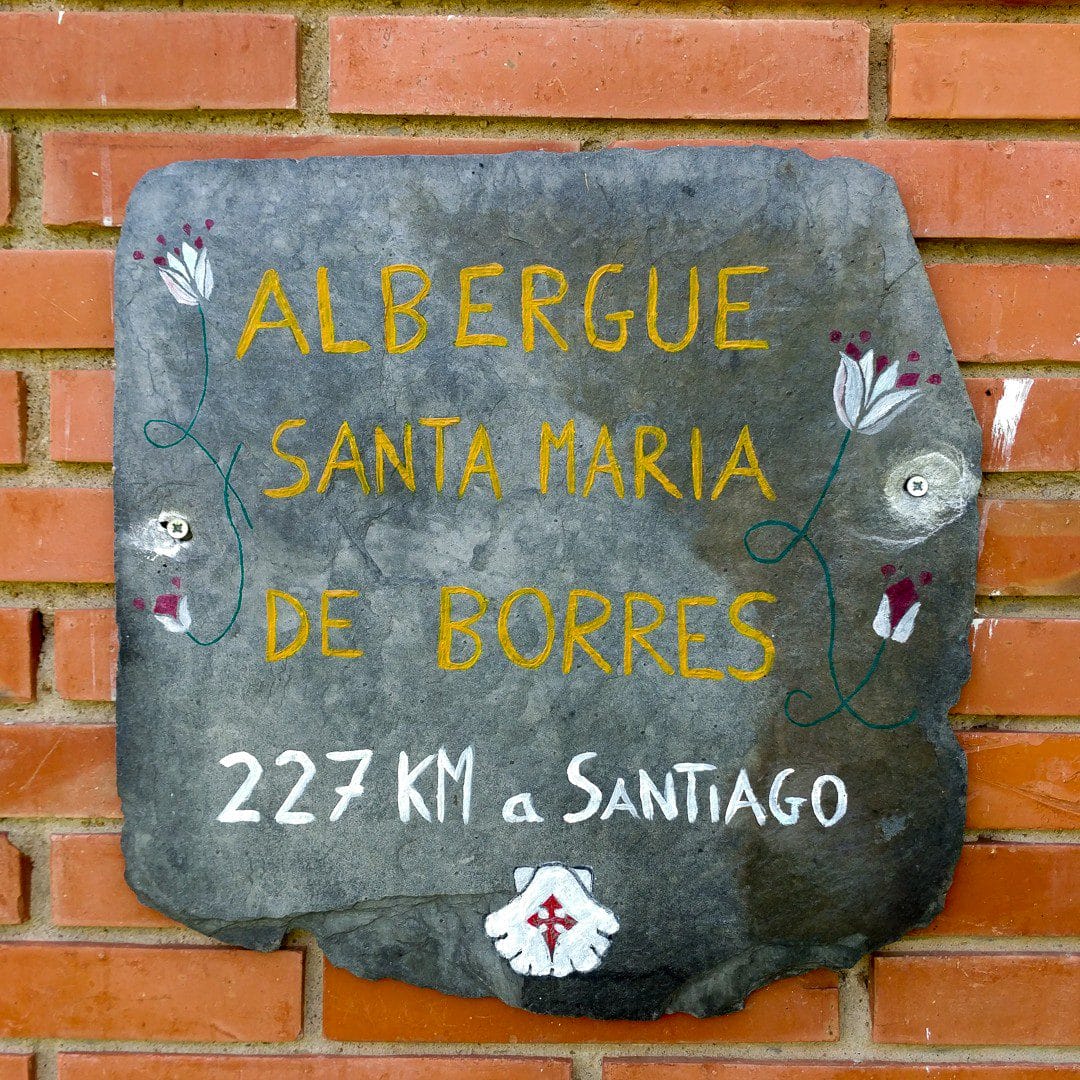 ALBERGUE
SANTA MARIA
DE BORRES
227 KM a SANTIAGO